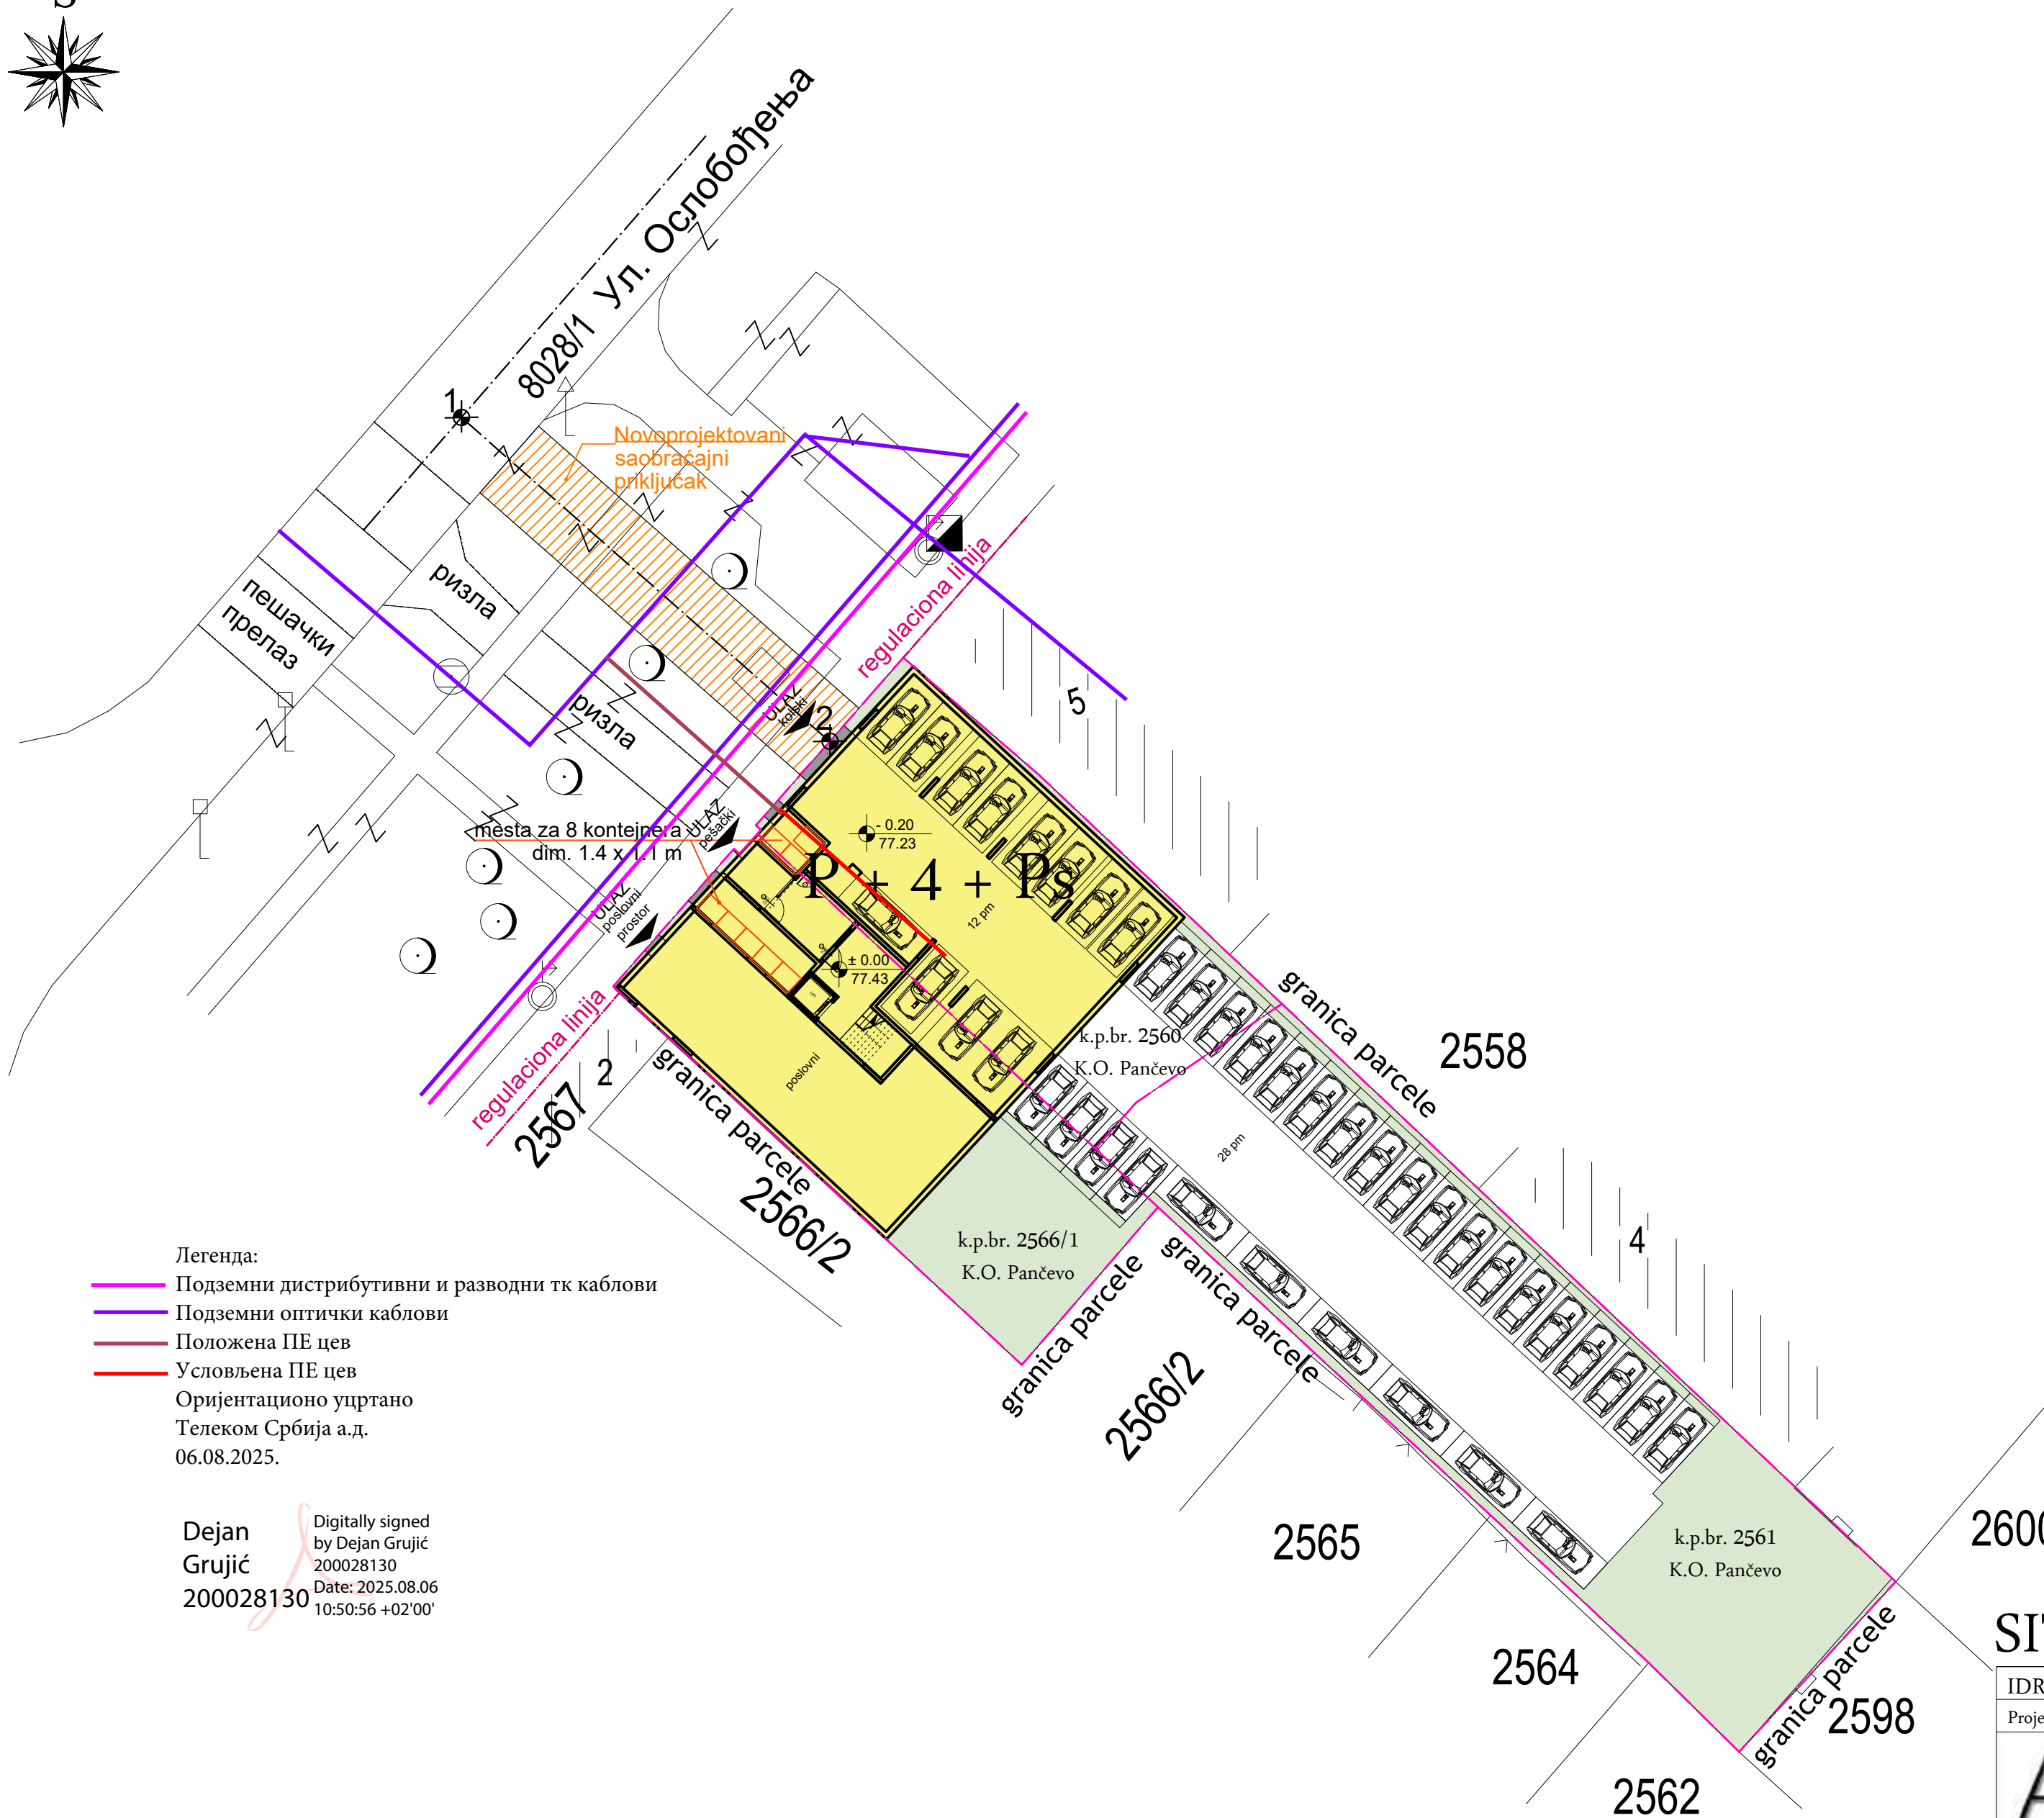 S
8028/1 Ул. Ослобођења
1
Novoprojektovani
saobraćajni
priključak
пешачки
прелаз
ризла
ризла
regulaciona linija
5
ULAZ
kolski
2
mesta za 8 kontejnera
dim. 1.4 x 1.1 m
ULAZ
pešački
ULAZ
poslovni
prostor
- 0.20
77.23
P + 4 + Ps
12 pm
± 0.00
77.43
poslovni
regulaciona linija
2
2567
granica parcele
2566/2
k.p.br. 2560
K.O. Pančevo
granica parcele
2558
28 pm
4
k.p.br. 2566/1
K.O. Pančevo
granica parcele
granica parcele
2566/2
2565
2564
2562
k.p.br. 2561
K.O. Pančevo
granica parcele
2598
2600
Легенда:
Подземни дистрибутивни и разводни тк каблови
Подземни оптички каблови
Положена ПЕ цев
Условљена ПЕ цев
Оријентационо уцртано
Телеком Србија а.д.
06.08.2025.
Dejan
Grujić
200028130
Digitally signed
by Dejan Grujić
200028130
Date: 2025.08.06
10:50:56 +02'00'
SI
IDR
Proje